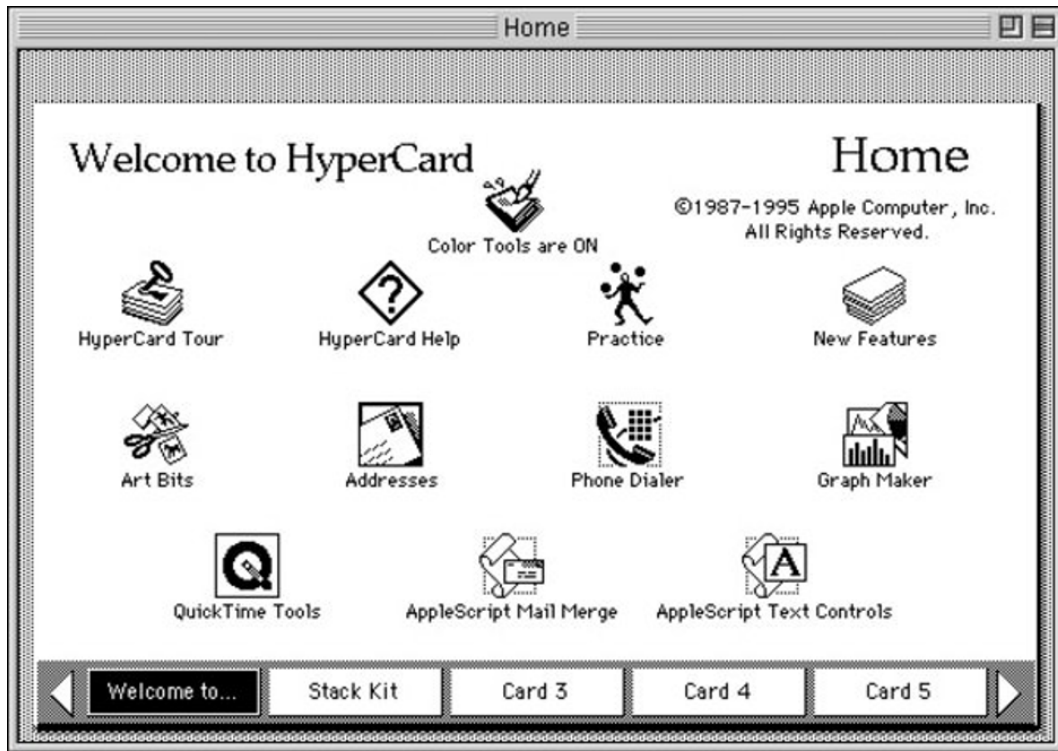 Home
Welcome to HyperCard
Home
©1987-1995 Apple Computer, Inc.
All Rights Reserved.
Color Tools are ON
HyperCard Tour
HyperCard Help
Practice
New Features
Art Bits
Addresses
Phone Dialer
Graph Maker
QuickTime Tools
AppleScript Mail Merge
AppleScript Text Controls
Welcome to...
Stack Kit
Card 3
Card 4
Card 5